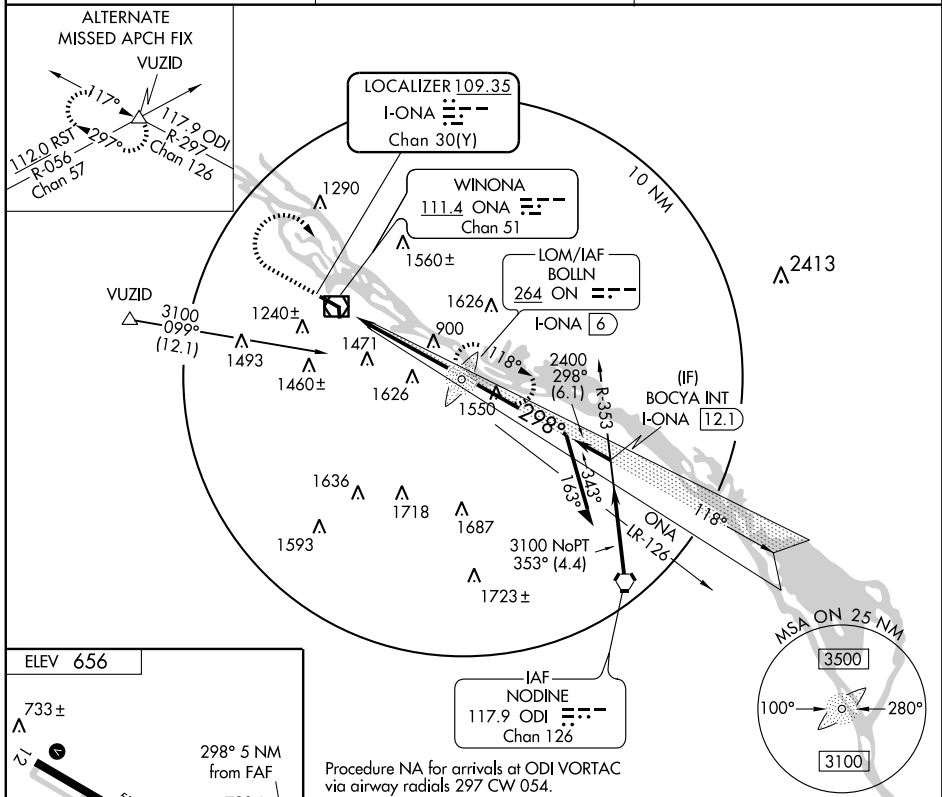 ALTERNATE
MISSED APCH FIX
VUZID
117°
297°
112.0 RST
R-056
Chan 57
117.9 ODI
R-297
Chan 126
LOCALIZER 109.35
I-ONA
Chan 30(Y)
10 NM
1290
WINONA
111.4 ONA
Chan 51
1560±
LOM/IAF
BOLLN
264 ON
I-ONA 6
2413
VUZID
3100
099°
(12.1)
1493
1240±
1460±
1471
1626
900
1626
118°
1550
298°
2400
298°
(6.1)
R-353
(IF)
BOCYA INT
I-ONA 12.1
1636
1718
1593
1687
1723±
163°
343°
ONA
LR-126
118°
3100 NoPT
353° (4.4)
MSA ON 25 NM
3500
100°
280°
3100
IAF
NODINE
117.9 ODI
Chan 126
ELEV 656
733±
V
12
298° 5 NM
from FAF
Procedure NA for arrivals at ODI VORTAC
via airway radials 297 CW 054.